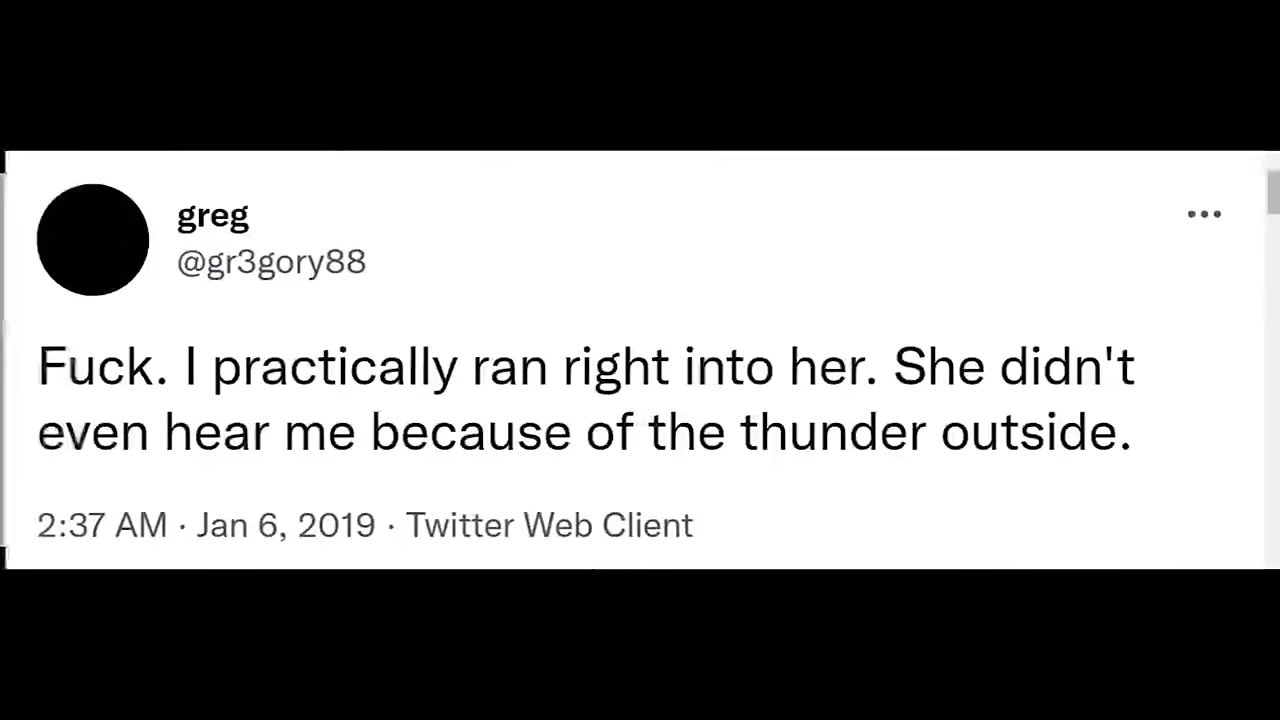 greg
@gr3gory88
Fuck. I practically ran right into her. She didn't
even hear me because of the thunder outside.
2:37 AM · Jan 6, 2019 · Twitter Web Client